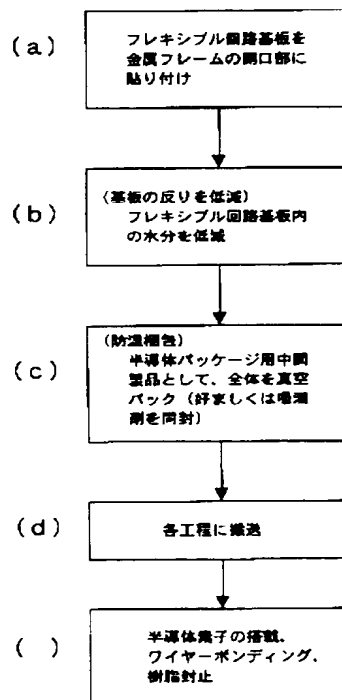 (a)
フレキシブル回路基板を
金属フレームの開口部に
貼り付け
(b)
(基板の反りを低減)
フレキシブル回路基板内
の水分を低減
(c)
(防湿梱包)
半導体パッケージ用中間
製品として、全体を真空
パック(好ましくは吸湿
剤を同封)
(d)
各工程に搬送
( )
半導体素子の搭載、
ワイヤーボンディング、
樹脂封止